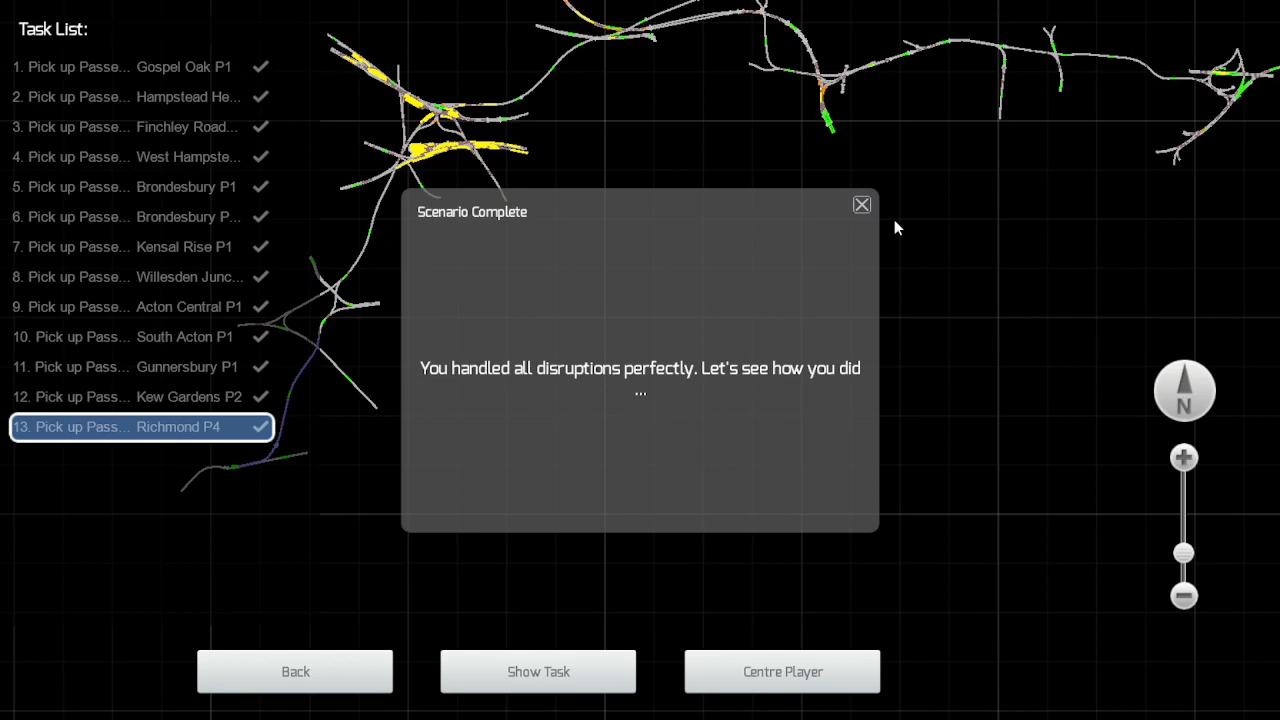 Task List:
1. Pick up Passe... Gospel Oak P1
2. Pick up Passe... Hampstead He...
3. Pick up Passe... Finchley Road...
4. Pick up Passe... West Hampste...
5. Pick up Passe... Brondesbury P1
6. Pick up Passe... Brondesbury P...
7. Pick up Passe... Kensal Rise P1
8. Pick up Passe... Willesden Junc...
9. Pick up Passe... Acton Central P1
10. Pick up Pass... South Acton P1
11. Pick up Pass... Gunnersbury P1
12. Pick up Pass... Kew Gardens P2
13. Pick up Pass... Richmond P4
Scenario Complete
You handled all disruptions perfectly. Let's see how you did
...
N
Back
Show Task
Centre Player